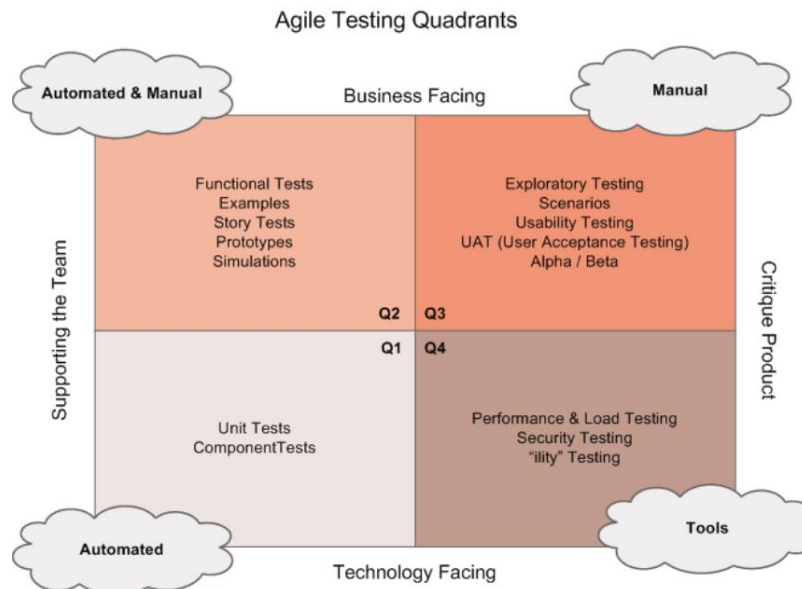 Agile Testing Quadrants
Automated & Manual
Business Facing
Manual
Functional Tests
Examples
Story Tests
Prototypes
Simulations
Exploratory Testing
Scenarios
Usability Testing
UAT (User Acceptance Testing)
Alpha / Beta
Supporting the Team
Critique Product
Q2
Q3
Q1
Q4
Unit Tests
ComponentTests
Performance & Load Testing
Security Testing
“ility” Testing
Automated
Tools
Technology Facing